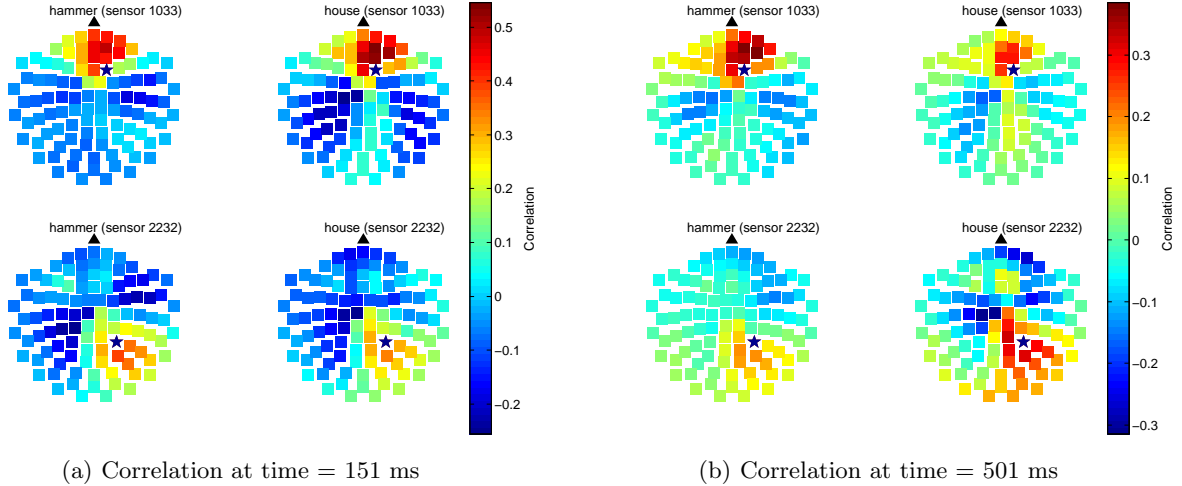 hammer (sensor 1033)
house (sensor 1033)
hammer (sensor 2232)
house (sensor 2232)
0.5
0.4
0.3
0.2
0.1
0
−0.1
−0.2
Correlation
(a) Correlation at time = 151 ms
hammer (sensor 1033)
house (sensor 1033)
hammer (sensor 2232)
house (sensor 2232)
0.3
0.2
0.1
0
−0.1
−0.2
−0.3
Correlation
(b) Correlation at time = 501 ms